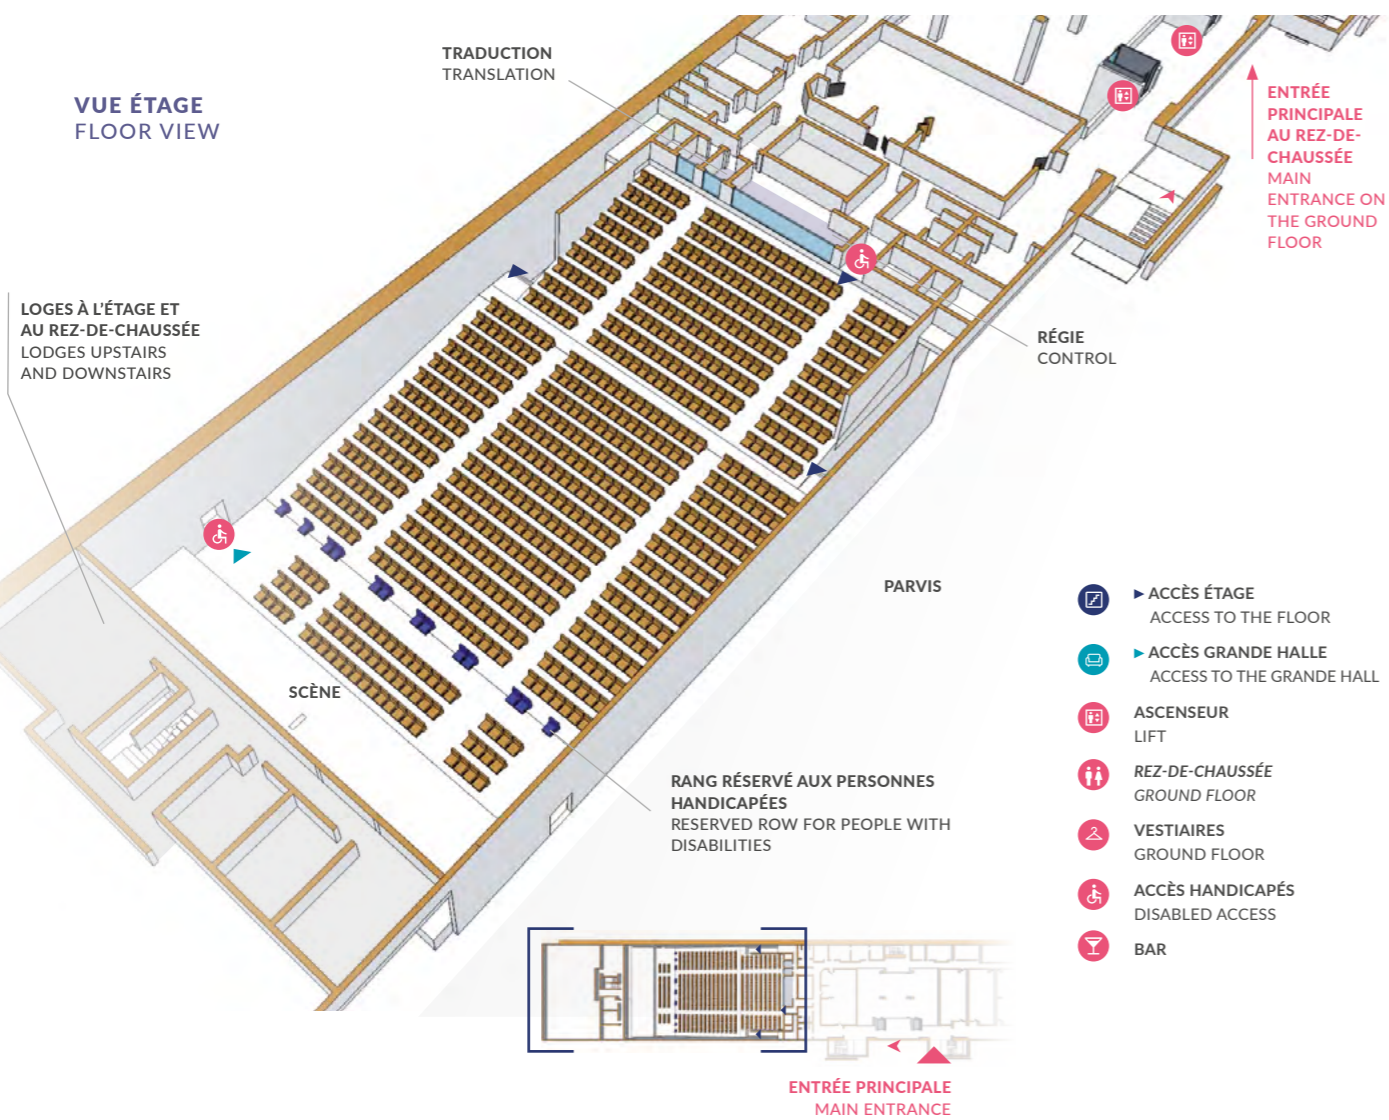 VUE ÉTAGE
FLOOR VIEW
TRADUCTION
TRANSLATION
ENTRÉE
PRINCIPALE
AU REZ-DE-
CHAUSSÉE
MAIN
ENTRANCE ON
THE GROUND
FLOOR
LOGES À L'ÉTAGE ET
AU REZ-DE-CHAUSSÉE
LODGES UPSTAIRS
AND DOWNSTAIRS
RÉGIE
CONTROL
PARVIS
SCÈNE
RANG RÉSERVÉ AUX PERSONNES
HANDICAPÉES
RESERVED ROW FOR PEOPLE WITH
DISABILITIES
ACCÈS ÉTAGE
ACCESS TO THE FLOOR
ACCÈS GRANDE HALLE
ACCESS TO THE GRANDE HALL
ASCENSEUR
LIFT
REZ-DE-CHAUSSÉE
GROUND FLOOR
VESTIAIRES
GROUND FLOOR
ACCÈS HANDICAPÉS
DISABLED ACCESS
BAR
ENTRÉE PRINCIPALE
MAIN ENTRANCE